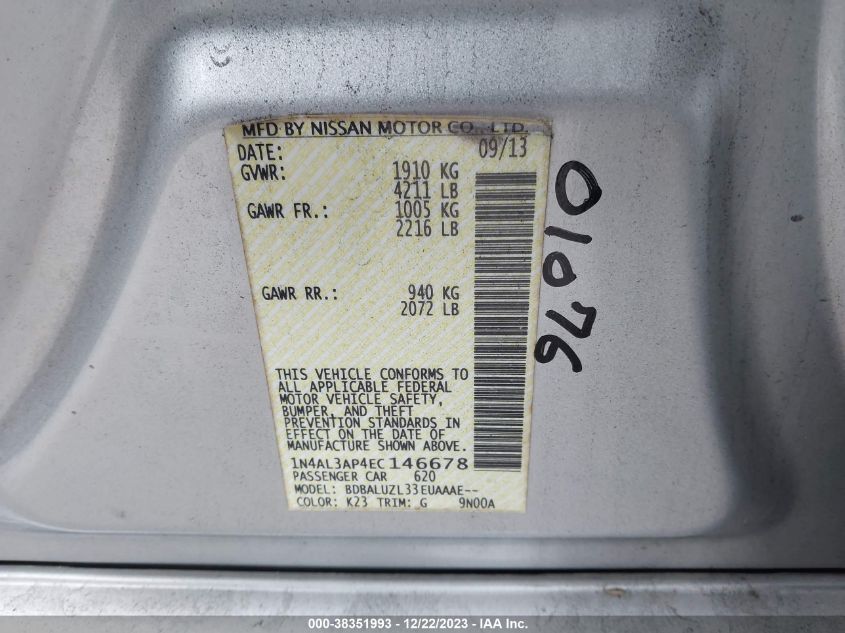 MFD BY NISSAN MOTOR CO., LTD.
DATE: 09/13
GVWR: 1910 KG
4211 LB
GAWR FR.: 1005 KG
2216 LB
GAWR RR.: 940 KG
2072 LB
THIS VEHICLE CONFORMS TO
ALL APPLICABLE FEDERAL
MOTOR VEHICLE SAFETY,
BUMPER, AND THEFT
PREVENTION STANDARDS IN
EFFECT ON THE DATE OF
MANUFACTURE SHOWN ABOVE.
1N4AL3AP4EC146678
PASSENGER CAR 620
MODEL: BDBALUZL33EUAAAE--
COLOR: K23 TRIM: G 9N00A
01076
000-38351993 - 12/22/2023 - IAA Inc.